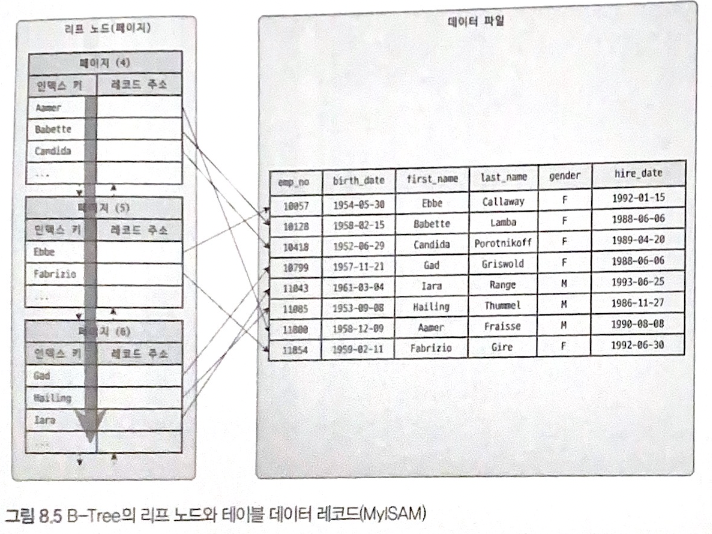 리프 노드(페이지)
페이지 (4)
인덱스 키 레코드 주소
Aamer
Babette
Candida
...
페이지 (5)
인덱스 키 레코드 주소
Ebbe
Fabrizio
...
페이지 (6)
인덱스 키 레코드 주소
Gad
Hailing
Iara
...
데이터 파일
emp_no birth_date first_name last_name gender hire_date
10057 1954-05-30 Ebbe Callaway F 1992-01-15
10128 1958-02-15 Babette Lamba F 1988-06-06
10418 1952-06-29 Candida Porotnikoff F 1989-04-20
10799 1957-11-21 Gad Griswold F 1988-06-06
11043 1961-03-04 Iara Range M 1993-06-25
11085 1953-09-08 Hailing Thummel M 1986-11-27
11800 1958-12-09 Aamer Fraisse M 1990-08-08
11854 1959-02-11 Fabrizio Gire F 1992-06-30
그림 8.5 B-Tree의 리프 노드와 테이블 데이터 레코드(MyISAM)